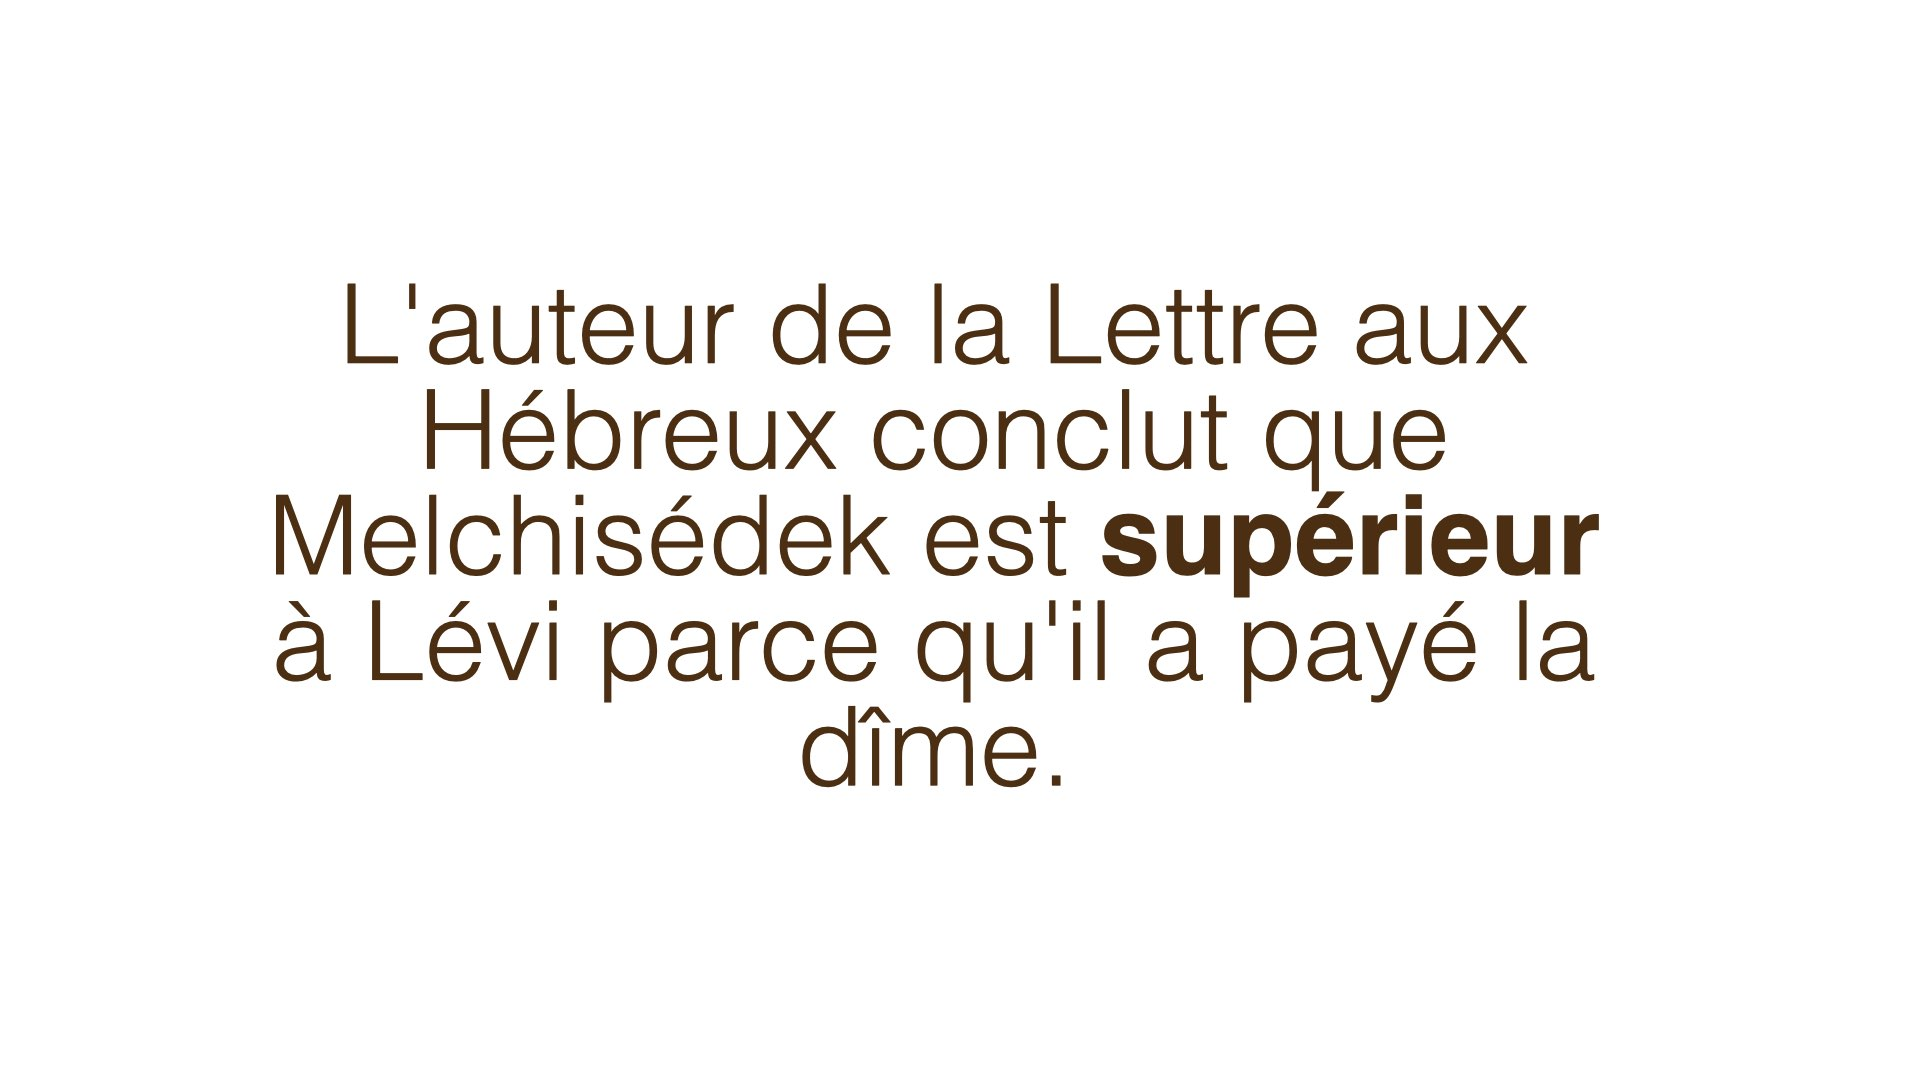 L'auteur de la Lettre aux
Hébreux conclut que
Melchisédek est supérieur
à Lévi parce qu'il a payé la
dîme.